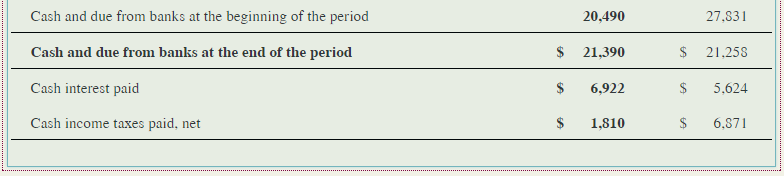 Cash and due from banks at the beginning of the period 20,490 27,831
Cash and due from banks at the end of the period $ 21,390 $ 21,258
Cash interest paid $ 6,922 $ 5,624
Cash income taxes paid, net $ 1,810 $ 6,871